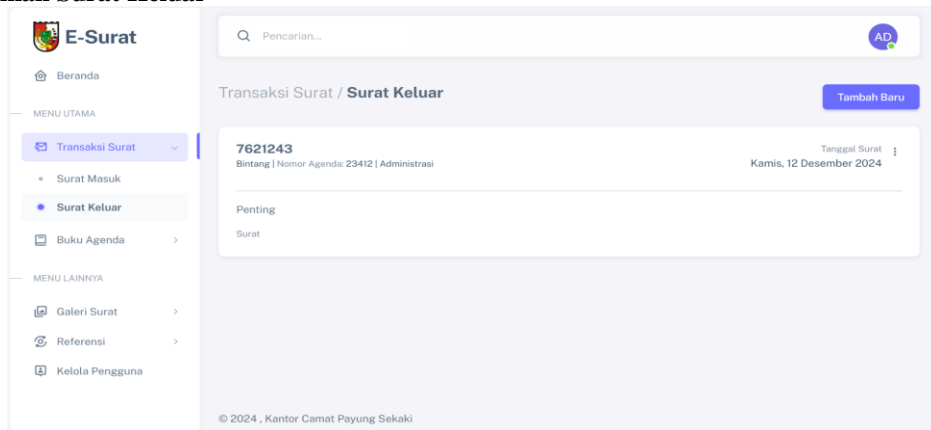 E-Surat
Beranda
MENU UTAMA
Transaksi Surat
Surat Masuk
Surat Keluar
Buku Agenda
MENU LAINNYA
Galeri Surat
Referensi
Kelola Pengguna
Pencarian...
AD
Transaksi Surat / Surat Keluar
Tambah Baru
7621243
Tanggal Surat
Bintang | Nomor Agenda: 23412 | Administrasi
Kamis, 12 Desember 2024
Penting
Surat
© 2024 , Kantor Camat Payung Sekaki